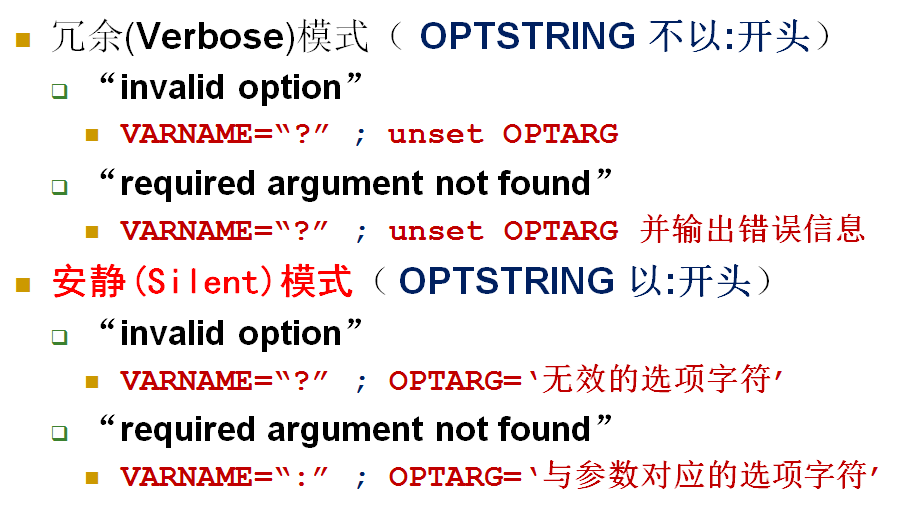 冗余(Verbose)模式（ OPTSTRING 不以:开头）
“invalid option”
VARNAME=“?” ; unset OPTARG
“required argument not found”
VARNAME=“?” ; unset OPTARG 并输出错误信息
安静(Silent)模式（ OPTSTRING 以:开头）
“invalid option”
VARNAME=“?” ; OPTARG=‘无效的选项字符’
“required argument not found”
VARNAME=“:” ; OPTARG=‘与参数对应的选项字符’